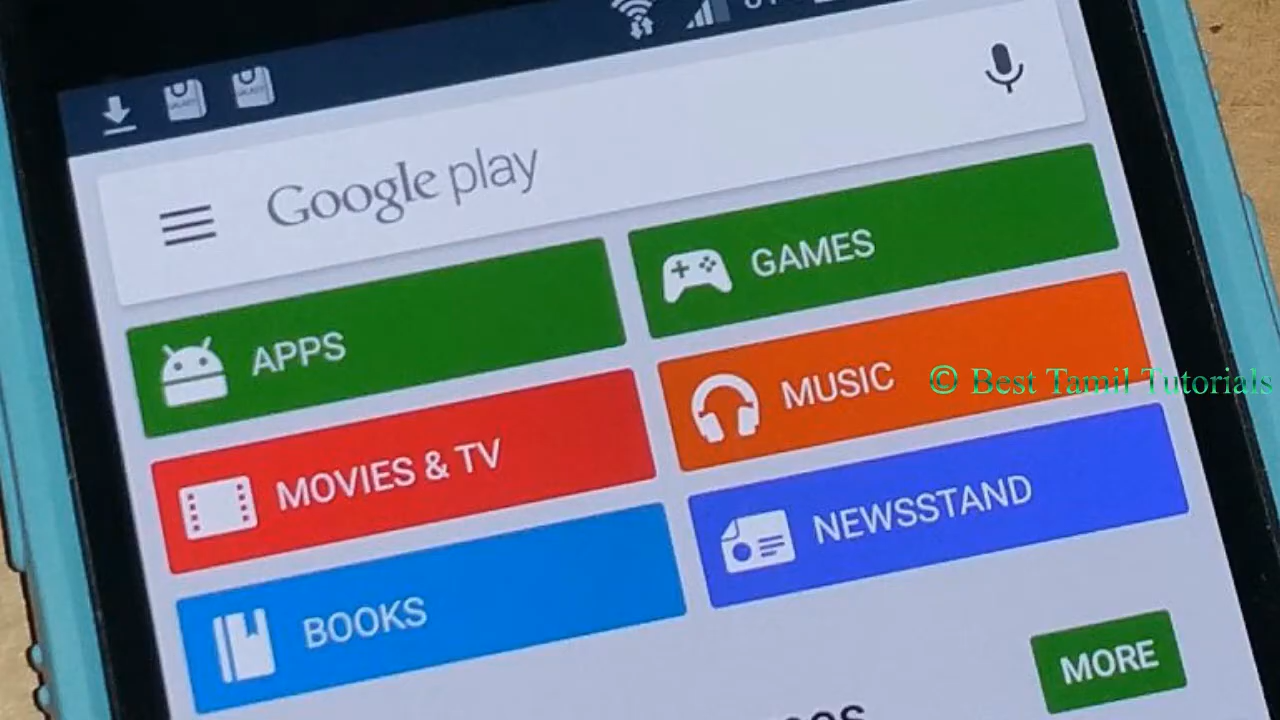 Google play
APPS
GAMES
MOVIES & TV
MUSIC
© Best Tamil Tutorials
BOOKS
NEWSSTAND
MORE